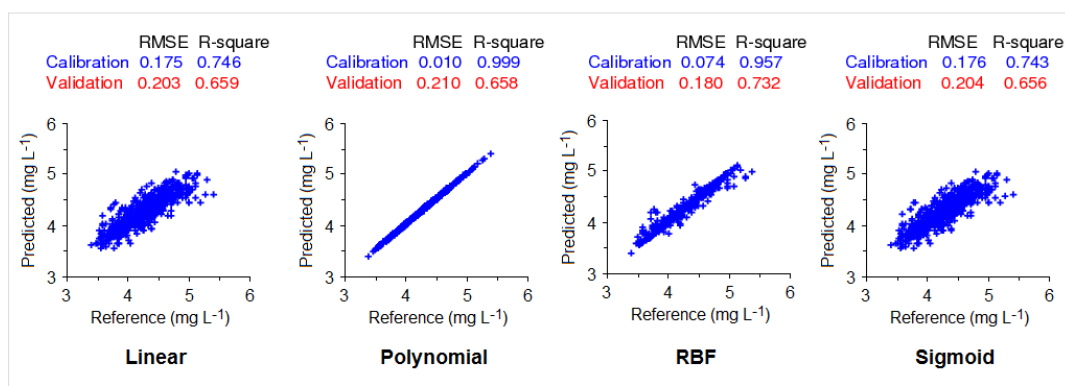 RMSE R-square
Calibration 0.175 0.746
Validation 0.203 0.659
6
5
4
3
Predicted (mg L-1)
3 4 5 6
Reference (mg L-1)
Linear
RMSE R-square
Calibration 0.010 0.999
Validation 0.210 0.658
6
5
4
3
Predicted (mg L-1)
3 4 5 6
Reference (mg L-1)
Polynomial
RMSE R-square
Calibration 0.074 0.957
Validation 0.180 0.732
6
5
4
3
Predicted (mg L-1)
3 4 5 6
Reference (mg L-1)
RBF
RMSE R-square
Calibration 0.176 0.743
Validation 0.204 0.656
6
5
4
3
Predicted (mg L-1)
3 4 5 6
Reference (mg L-1)
Sigmoid